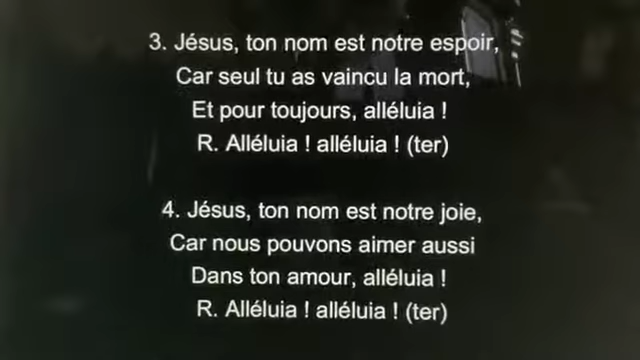 3. Jésus, ton nom est notre espoir,
Car seul tu as vaincu la mort,
Et pour toujours, alléluia !
R. Alléluia ! alléluia ! (ter)
4. Jésus, ton nom est notre joie,
Car nous pouvons aimer aussi
Dans ton amour, alléluia !
R. Alléluia ! alléluia ! (ter)